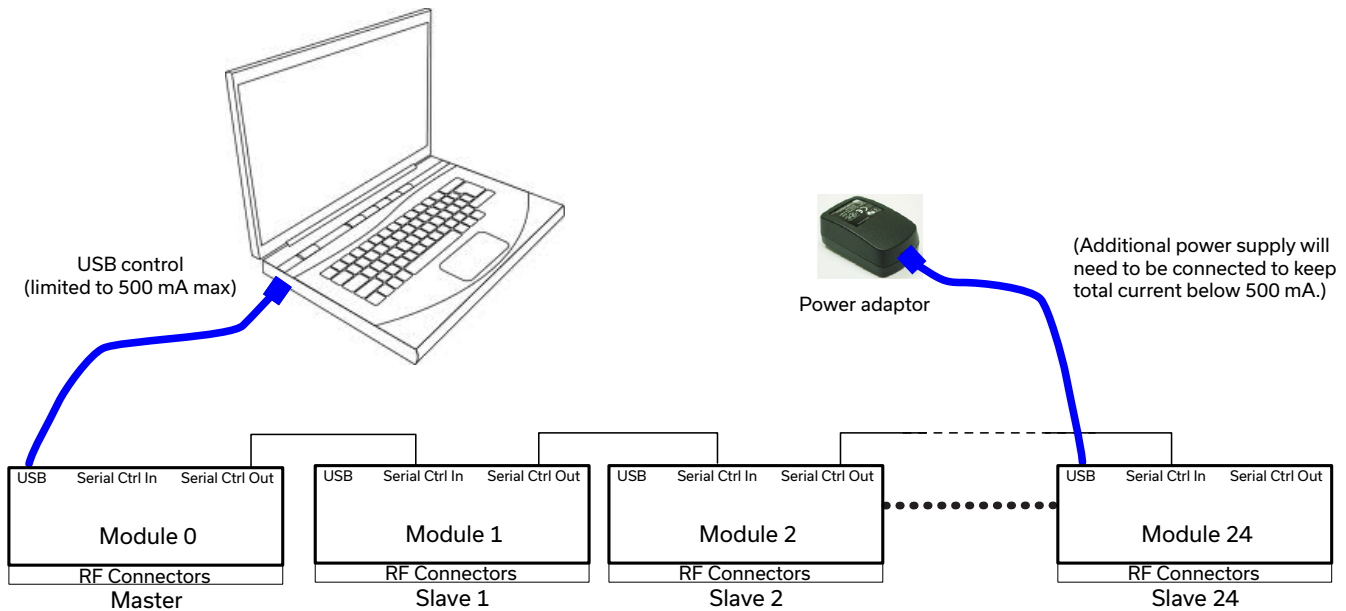 USB control
(limited to 500 mA max)
Power adaptor
(Additional power supply will
need to be connected to keep
total current below 500 mA.)
USB Serial Ctrl In Serial Ctrl Out
Module 0
RF Connectors
Master
USB Serial Ctrl In Serial Ctrl Out
Module 1
RF Connectors
Slave 1
USB Serial Ctrl In Serial Ctrl Out
Module 2
RF Connectors
Slave 2
USB Serial Ctrl In Serial Ctrl Out
Module 24
RF Connectors
Slave 24